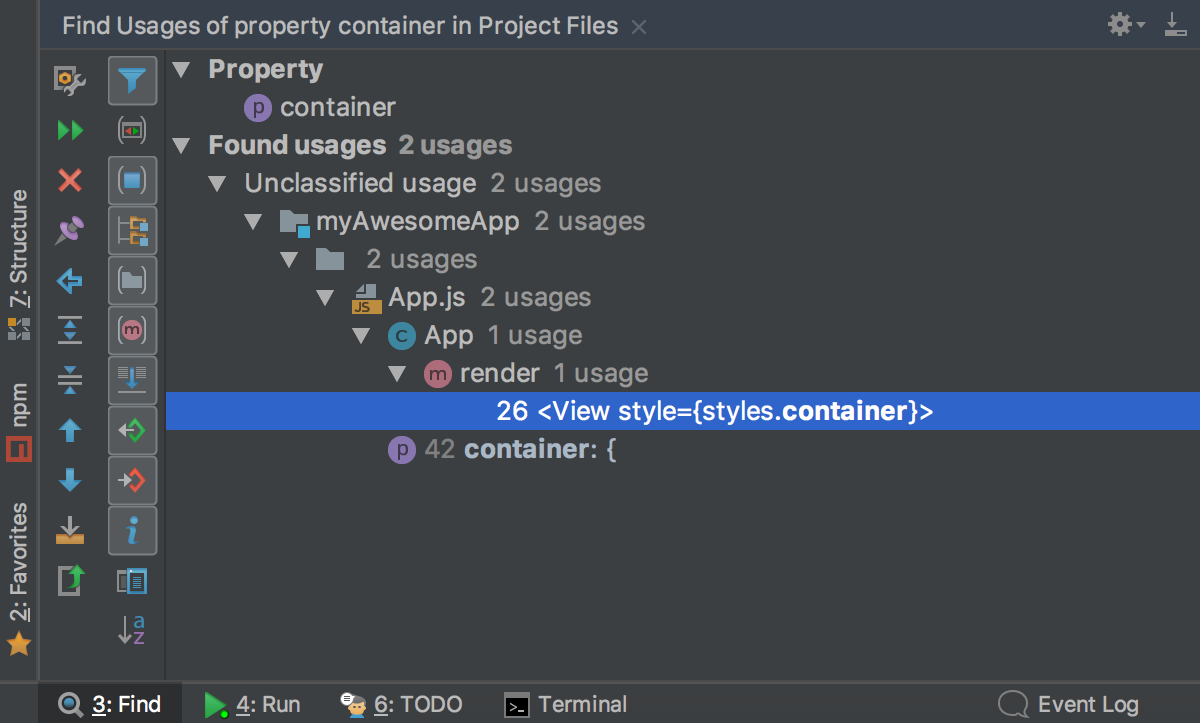 Find Usages of property container in Project Files
Property
p container
Found usages 2 usages
Unclassified usage 2 usages
myAwesomeApp 2 usages
2 usages
JS App.js 2 usages
C App 1 usage
m render 1 usage
26 <View style={styles.container}>
p 42 container: {
7: Structure
npm
2: Favorites
m
i
a
z
3: Find
4: Run
6: TODO
>_ Terminal
Event Log